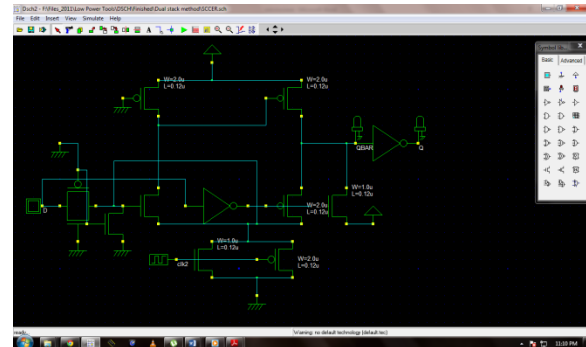 Dsch2 - F:\files_2011\Low Power Tools\DSCH\finished\Dual stack method\SCCER.sch
File Edit Insert View Simulate Help
Basic Advanced
W=2.0u
L=0.12u
W=2.0u
L=0.12u
QBAR
Q
D
W=1.0u
L=0.12u
W=2.0u
L=0.12u
W=1.0u
L=0.12u
clk2
W=2.0u
L=0.12u
Warning: no default technology (default.tec)
11:10 PM